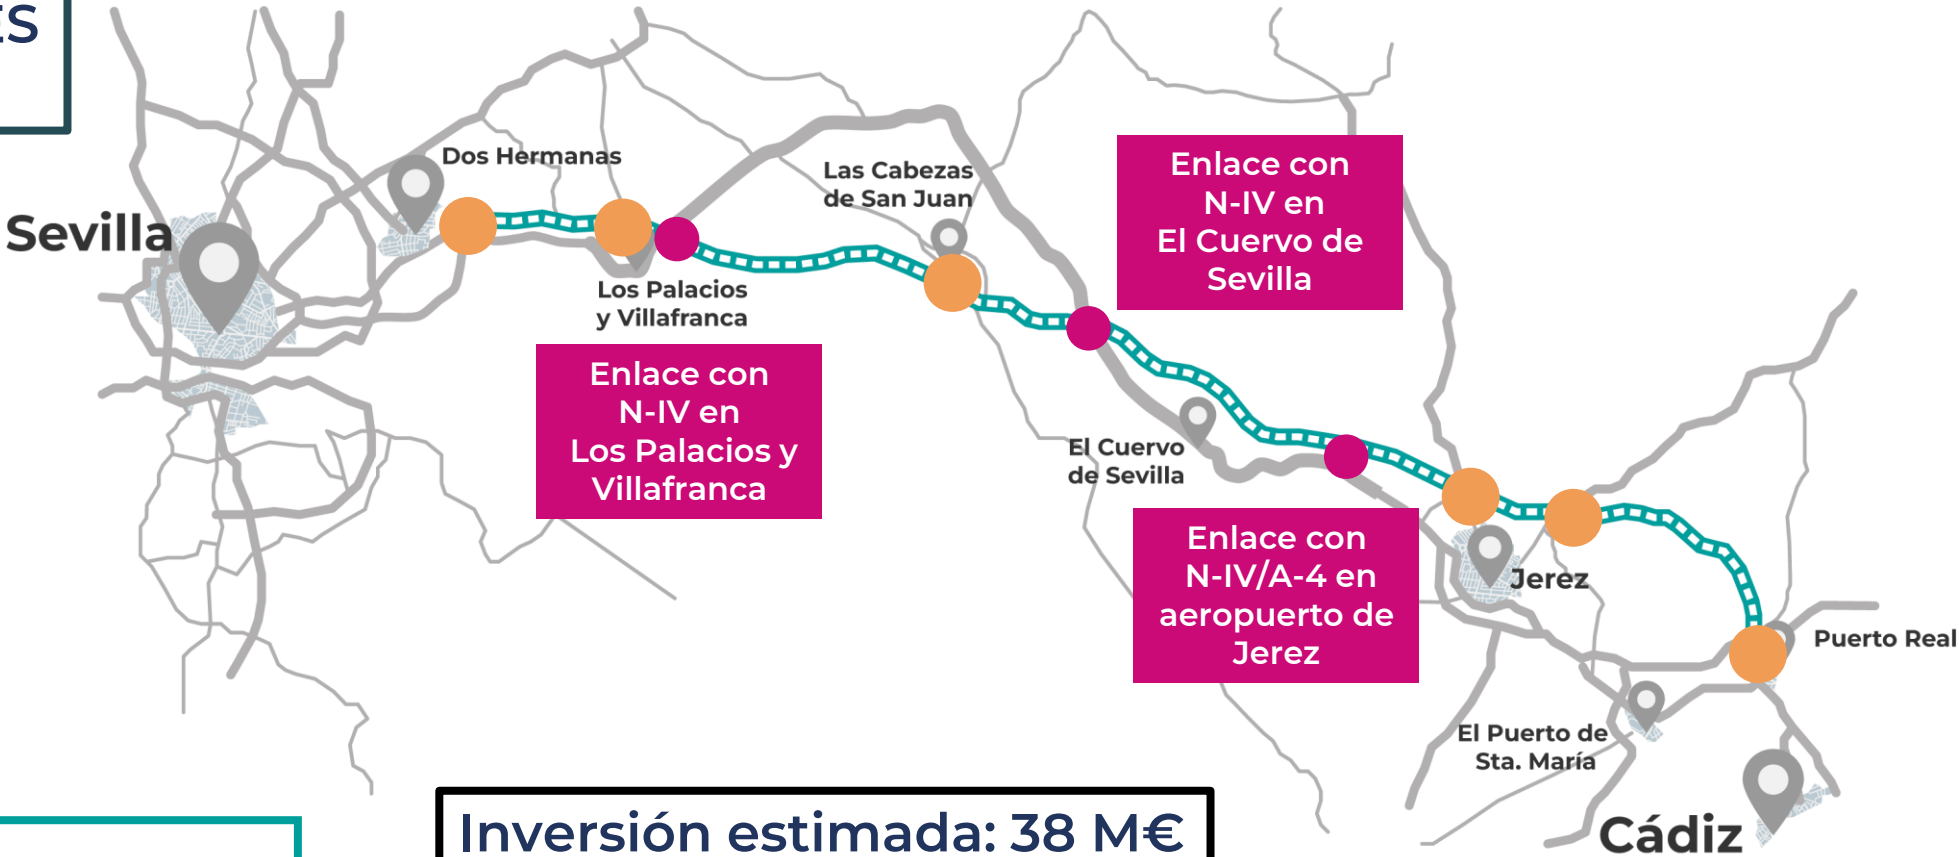 ES
Dos Hermanas
Sevilla
Las Cabezas
de San Juan
Enlace con
N-IV en
El Cuervo de
Sevilla
Los Palacios
y Villafranca
Enlace con
N-IV en
Los Palacios y
Villafranca
El Cuervo
de Sevilla
Enlace con
N-IV/A-4 en
aeropuerto de
Jerez
Jerez
Puerto Real
El Puerto de
Sta. María
Cádiz
Inversión estimada: 38 M€